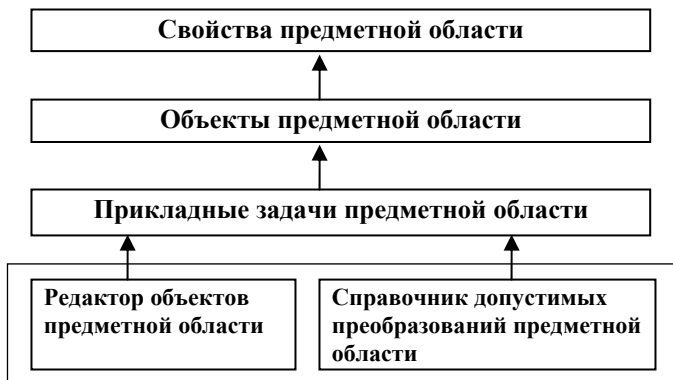 Свойства предметной области
Объекты предметной области
Прикладные задачи предметной области
Редактор объектов
предметной области
Справочник допустимых
преобразований предметной
области